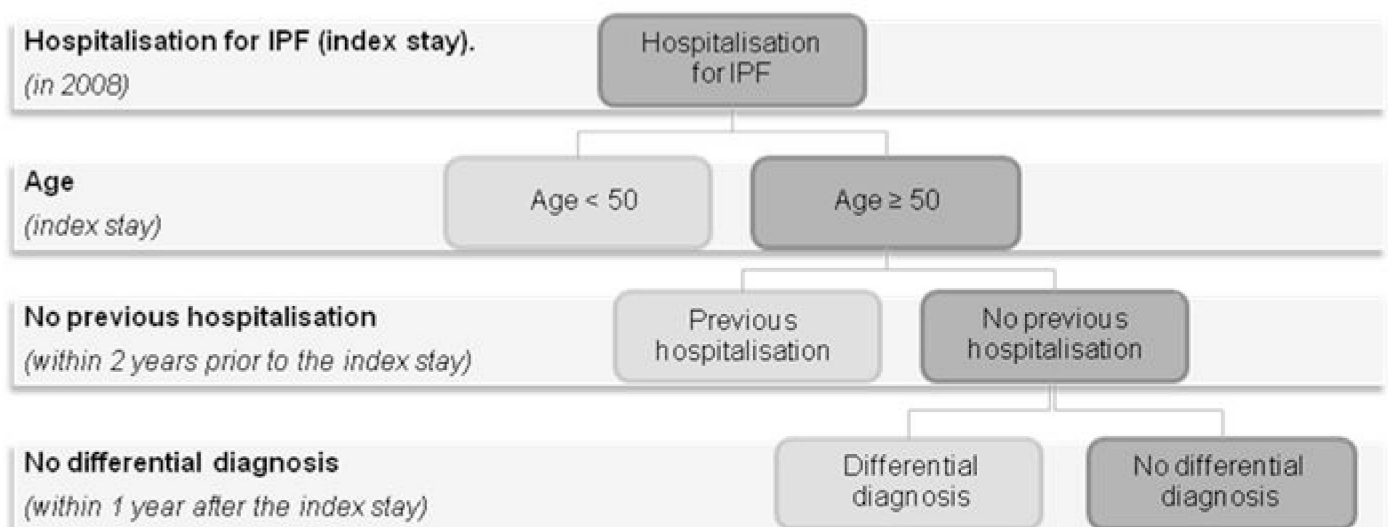 Hospitalisation for IPF (index stay).
(in 2008)
Hospitalisation
for IPF
Age
(index stay)
Age < 50
Age ≥ 50
No previous hospitalisation
(within 2 years prior to the index stay)
Previous
hospitalisation
No previous
hospitalisation
No differential diagnosis
(within 1 year after the index stay)
Differential
diagnosis
No differential
diagnosis